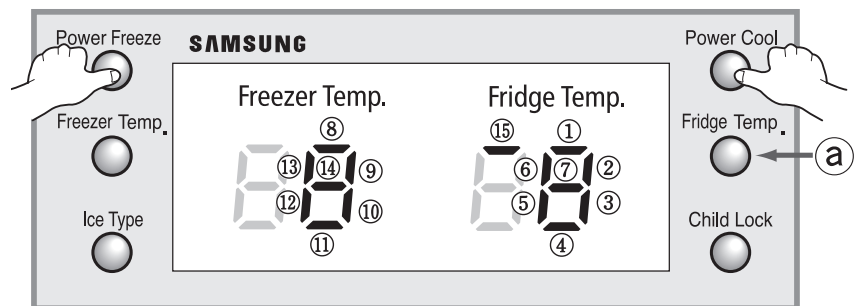 Power Freeze
SAMSUNG
Power Cool
Freezer Temp.
Fridge Temp.
⑧
⑮
①
Freezer Temp.
⑬
⑭
⑨
⑥
⑦
②
Fridge Temp.
ⓐ
⑫
⑩
⑤
③
Ice Type
⑪
④
Child Lock